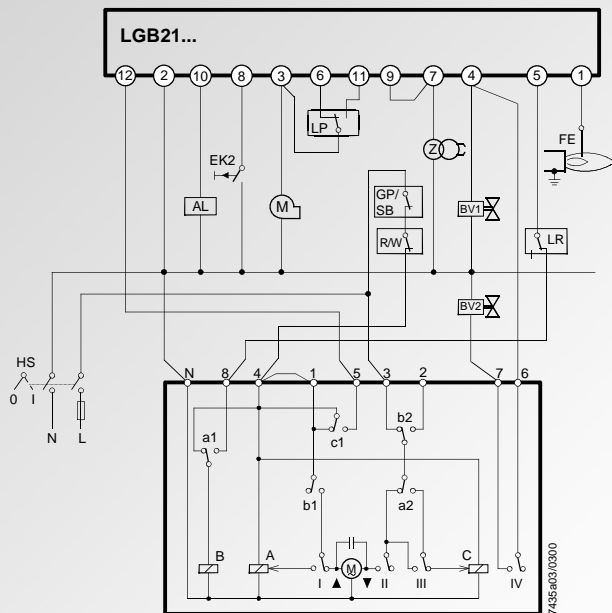 LGB21...
12 2 10 8 3 6 11 9 7 4 5 1
LP
FE
EK2
Z
GP/
SB
AL
M
BV1
R/W
LR
BV2
HS
0 I
N L
N 8 4 1 5 3 2 7 6
c1
b2
a1
b1
a2
B A M C
I II III IV
7435a03/0300